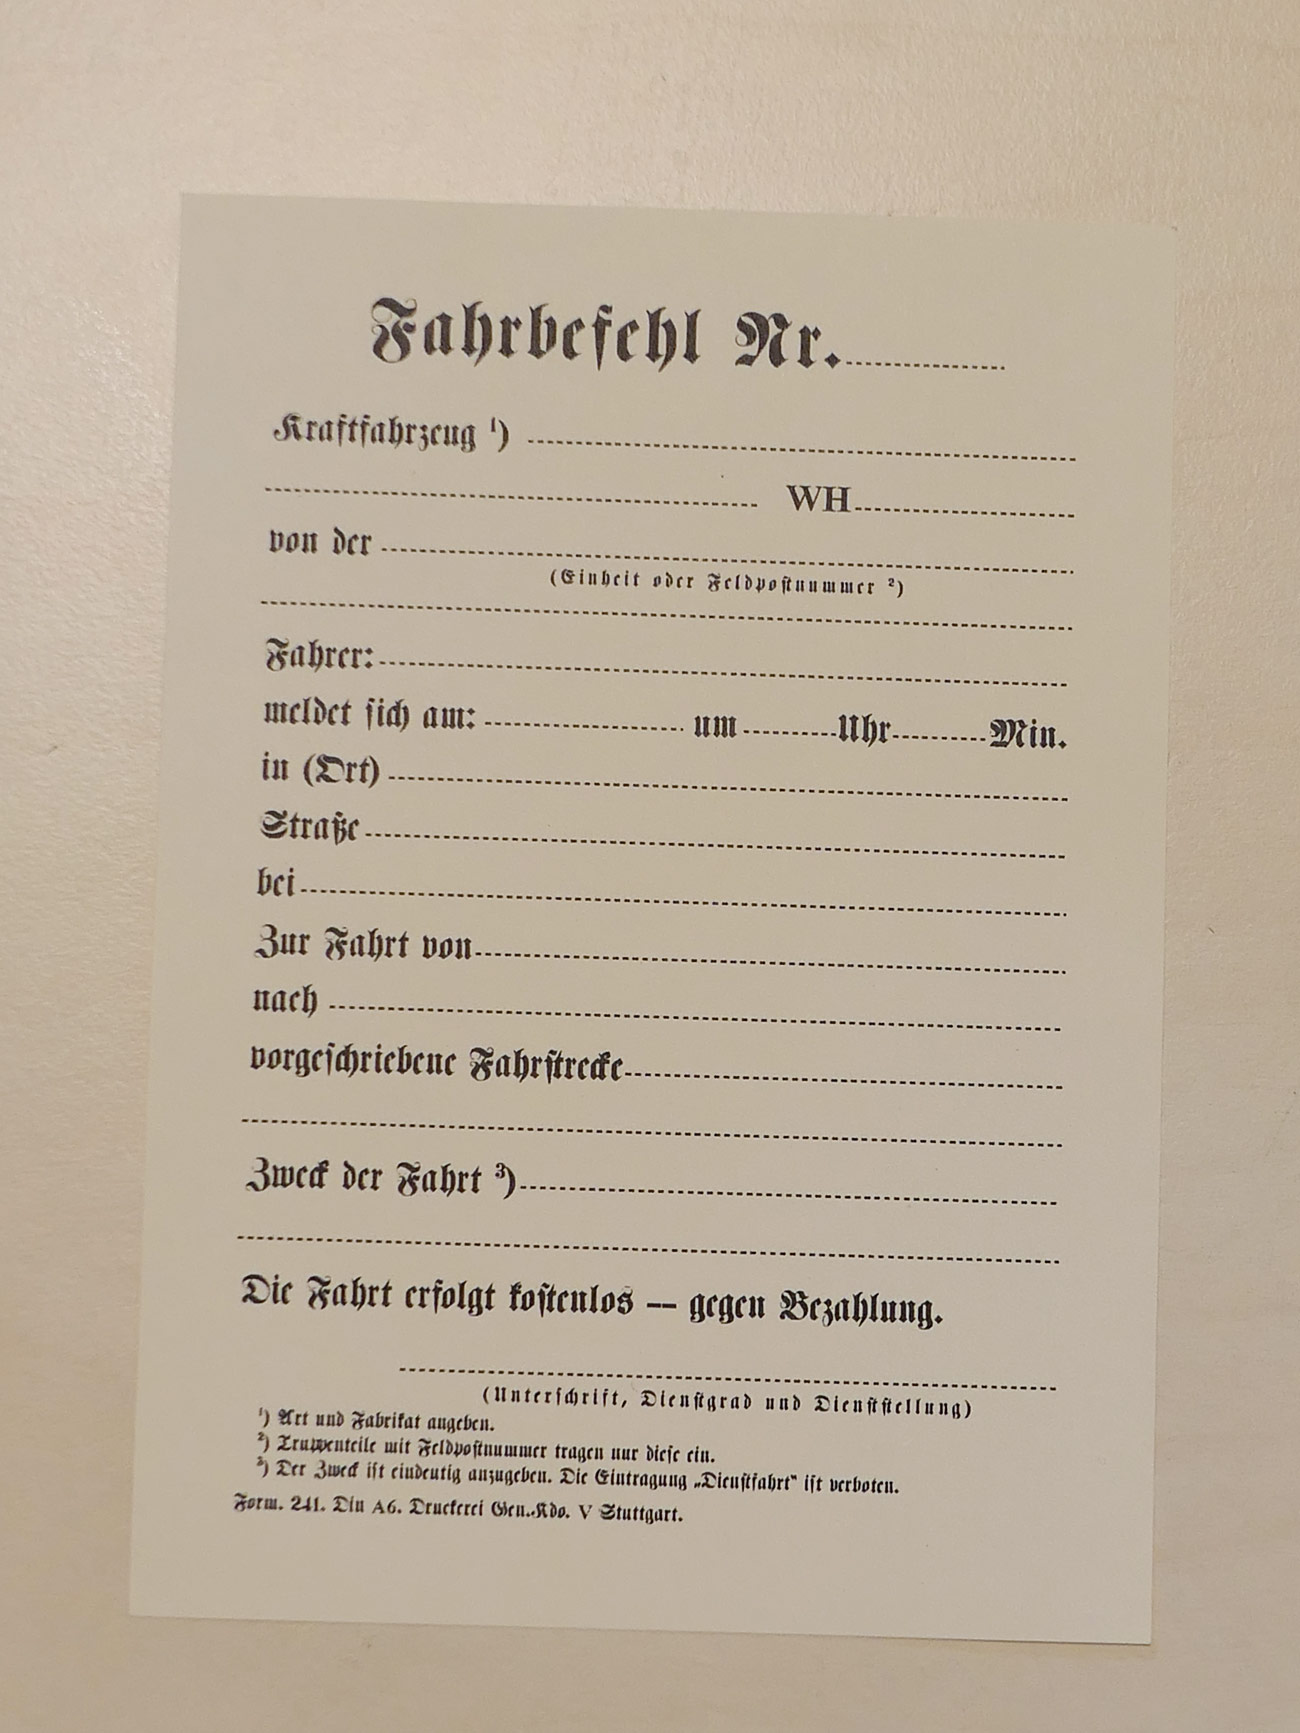 Fahrbefehl Nr.
Kraftfahrzeug ¹)
WH
von der
(Einheit oder Feldpostnummer ²)
Fahrer:
meldet sich am: um Uhr Min.
in (Ort)
Straße
bei
Zur Fahrt von
nach
vorgeschriebene Fahrstrecke
Zweck der Fahrt ³)
Die Fahrt erfolgt kostenlos — gegen Bezahlung.
(Unterschrift, Dienstgrad und Dienststellung)
¹) Art und Fabrikat angeben.
²) Truppenteile mit Feldpostnummer tragen nur diese ein.
³) Der Zweck ist eindeutig anzugeben. Die Eintragung „Dienstfahrt" ist verboten.
Form. 241. Din A6. Druckerei Gen.-Kdo. V Stuttgart.